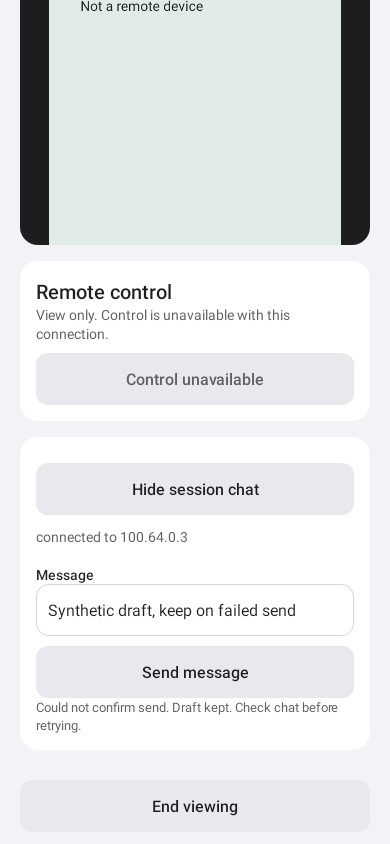 Not a remote device
Remote control
View only. Control is unavailable with this
connection.
Control unavailable
Hide session chat
connected to 100.64.0.3
Message
Synthetic draft, keep on failed send
Send message
Could not confirm send. Draft kept. Check chat before
retrying.
End viewing